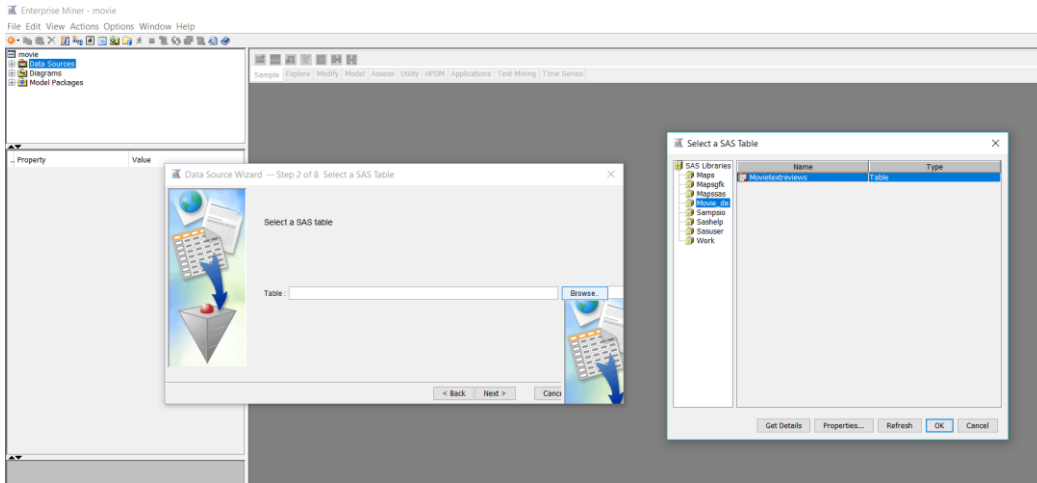 Enterprise Miner - movie
File Edit View Actions Options Window Help
movie
Data Sources
Diagrams
Model Packages
Sample Explore Modify Model Assess Utility HPDM Applications Text Mining Time Series
.. Property Value
Data Source Wizard -- Step 2 of 8 Select a SAS Table
Select a SAS table
Table :
Browse..
< Back Next > Canc
Select a SAS Table
SAS Libraries
Maps
Mapsgfk
Mapssas
Movie_da
Sampsio
Sashelp
Sasuser
Work
Name Type
Movietextreviews Table
Get Details Properties... Refresh OK Cancel